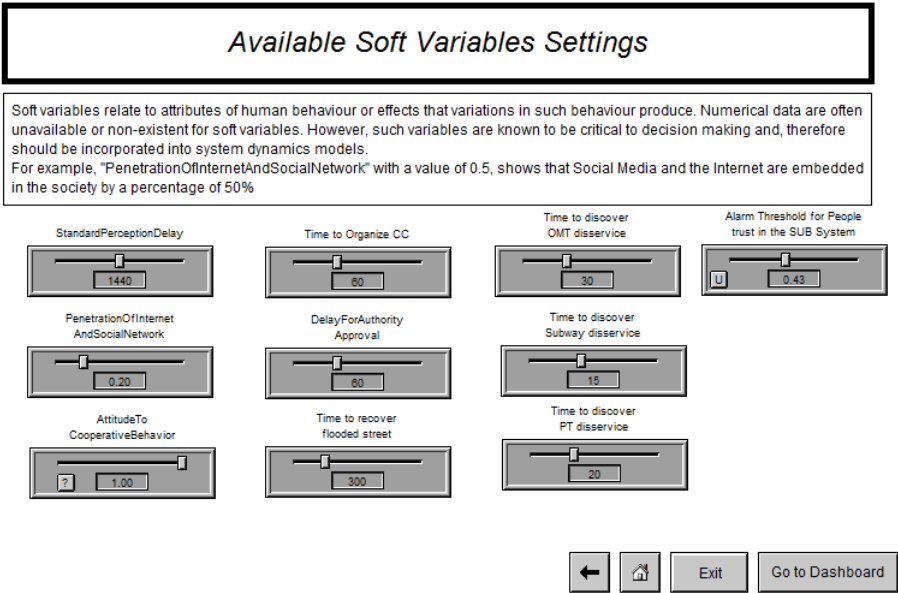 Available Soft Variables Settings
Soft variables relate to attributes of human behaviour or effects that variations in such behaviour produce. Numerical data are often
unavailable or non-existent for soft variables. However, such variables are known to be critical to decision making and, therefore
should be incorporated into system dynamics models.
For example, "PenetrationOfInternetAndSocialNetwork" with a value of 0.5, shows that Social Media and the Internet are embedded
in the society by a percentage of 50%
StandardPerceptionDelay
1440
Time to Organize CC
60
Time to discover
OMT disservice
30
Alarm Threshold for People
trust in the SUB System
U
0.43
PenetrationOfInternet
AndSocialNetwork
0.20
DelayForAuthority
Approval
60
Time to discover
Subway disservice
15
AttitudeTo
CooperativeBehavior
?
1.00
Time to recover
flooded street
300
Time to discover
PT disservice
20
Exit
Go to Dashboard